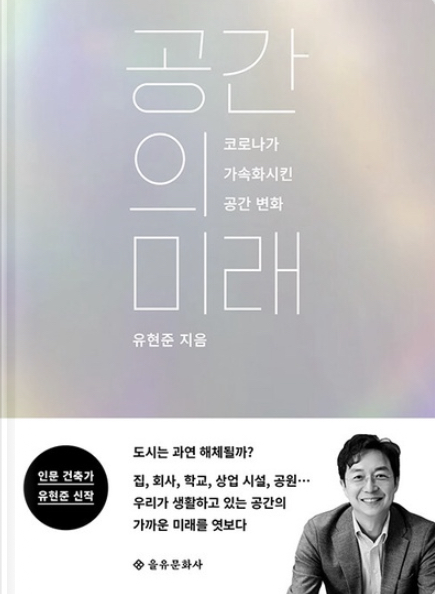 공간
의
미래
코로나가
가속화시킨
공간 변화
유현준 지음
인문 건축가
유현준 신작
도시는 과연 해체될까?
집, 회사, 학교, 상업 시설, 공원…
우리가 생활하고 있는 공간의
가까운 미래를 엿보다
을유문화사